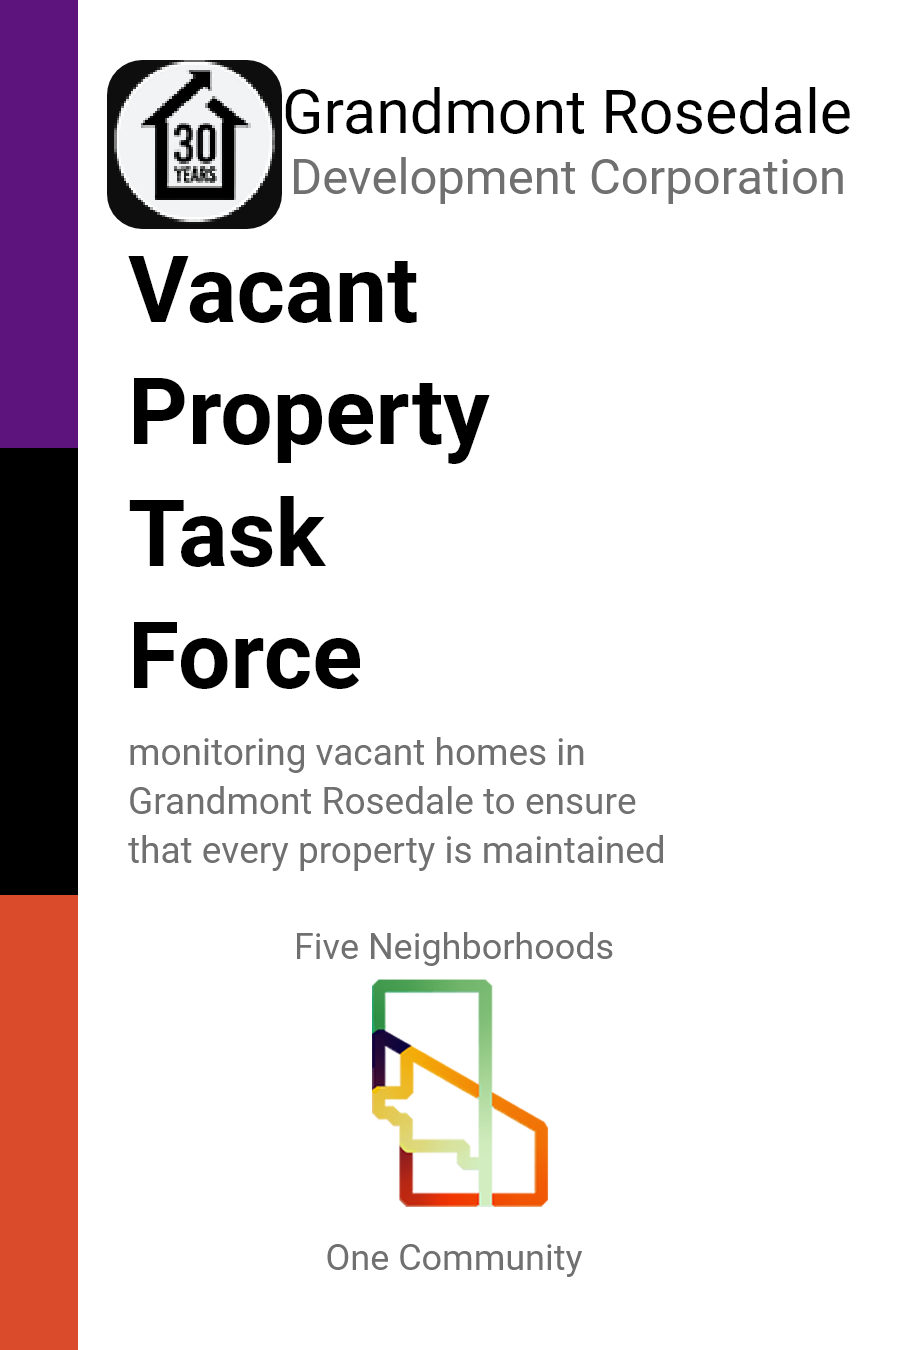 30
YEARS
Grandmont Rosedale
Development Corporation
Vacant
Property
Task
Force
monitoring vacant homes in
Grandmont Rosedale to ensure
that every property is maintained
Five Neighborhoods
One Community